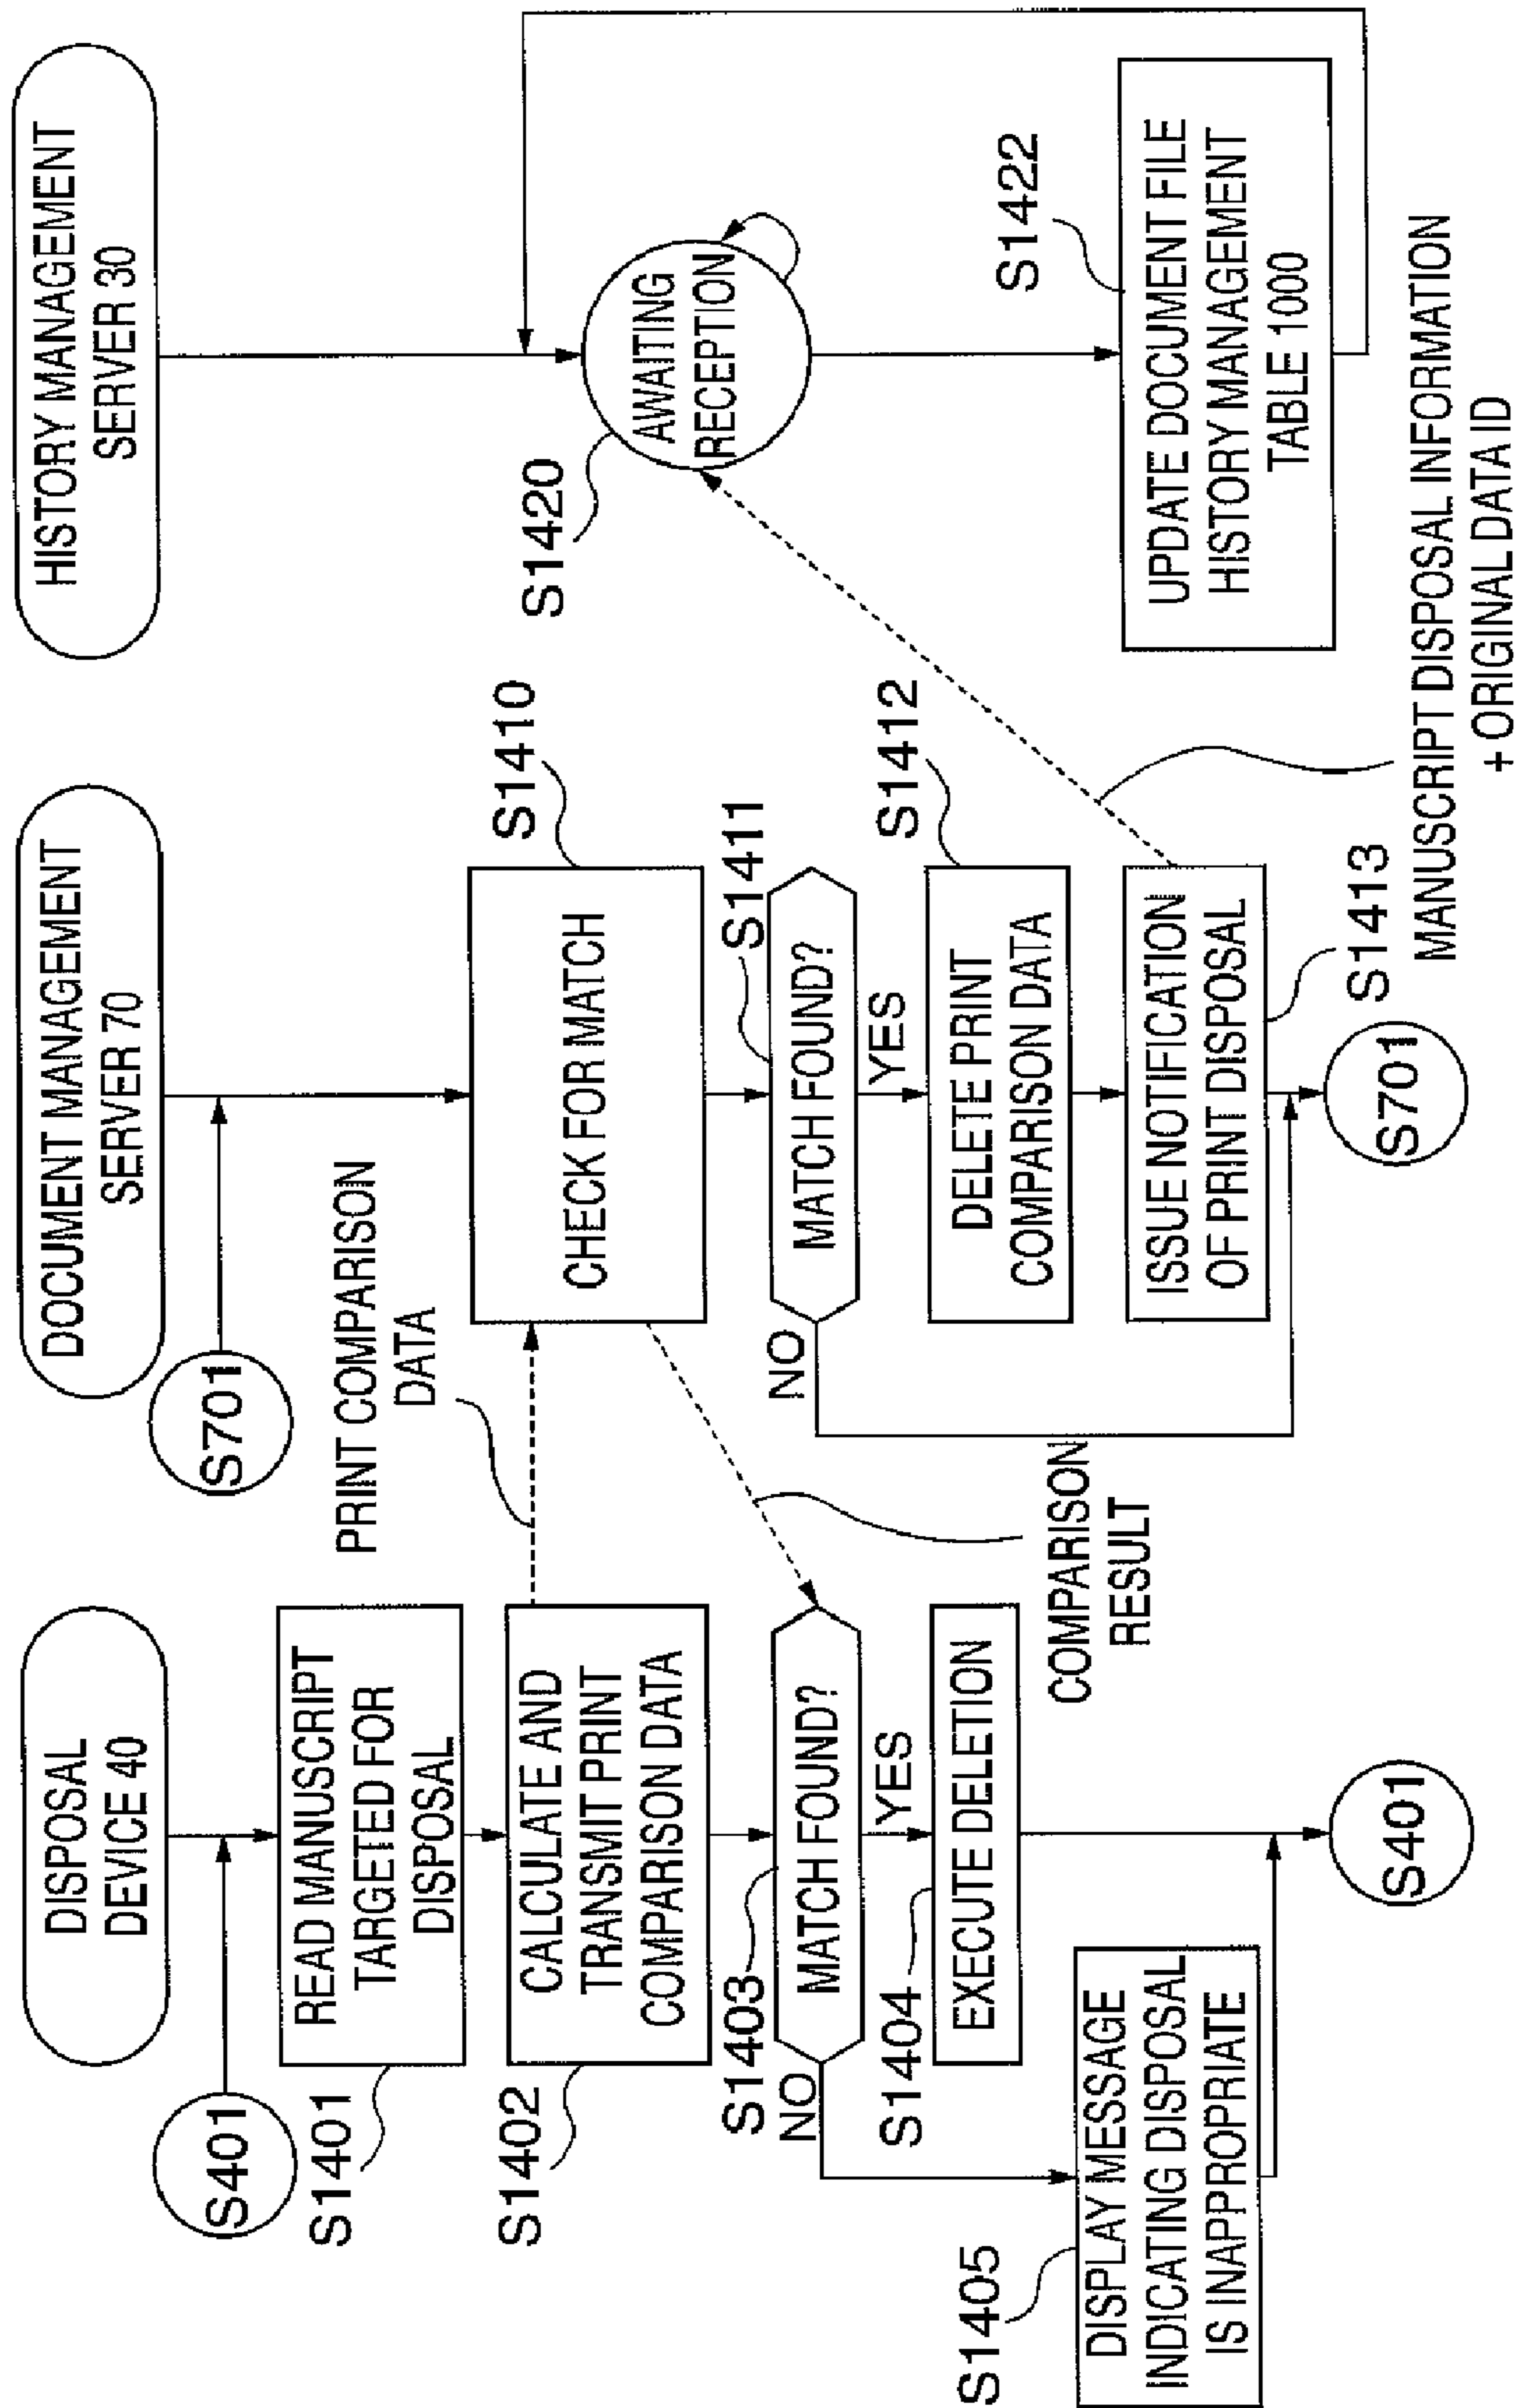 DISPOSAL
DEVICE 40
S401
READ MANUSCRIPT
TARGETED FOR
DISPOSAL
S1401
CALCULATE AND
TRANSMIT PRINT
COMPARISON DATA
S1402
MATCH FOUND?
S1403
NO
YES
EXECUTE DELETION
S1404
DISPLAY MESSAGE
INDICATING DISPOSAL
IS INAPPROPRIATE
S1405
S401
PRINT COMPARISON
DATA
COMPARISON
RESULT
DOCUMENT MANAGEMENT
SERVER 70
S701
CHECK FOR MATCH
S1410
MATCH FOUND?
S1411
NO
YES
DELETE PRINT
COMPARISON DATA
S1412
ISSUE NOTIFICATION
OF PRINT DISPOSAL
S1413
S701
MANUSCRIPT DISPOSAL INFORMATION
+ ORIGINAL DATA ID
HISTORY MANAGEMENT
SERVER 30
AWAITING
RECEPTION
S1420
UPDATE DOCUMENT FILE
HISTORY MANAGEMENT
TABLE 1000
S1422